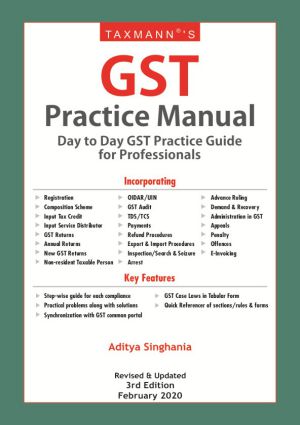 TAXMANN®'S
GST
Practice Manual
Day to Day GST Practice Guide
for Professionals
Incorporating
Registration
Composition Scheme
Input Tax Credit
Input Service Distributor
GST Returns
Annual Returns
New GST Returns
Non-resident Taxable Person
OIDAR/UIN
GST Audit
TDS/TCS
Payments
Refund Procedures
Export & Import Procedures
Inspection/Search & Seizure
Arrest
Advance Ruling
Demand & Recovery
Administration in GST
Appeals
Penalty
Offences
E-Invoking
Key Features
Step-wise guide for each compliance
Practical problems along with solutions
Synchronization with GST common portal
GST Case Laws in Tabular Form
Quick Referencer of sections/rules & forms
Aditya Singhania
Revised & Updated
3rd Edition
February 2020